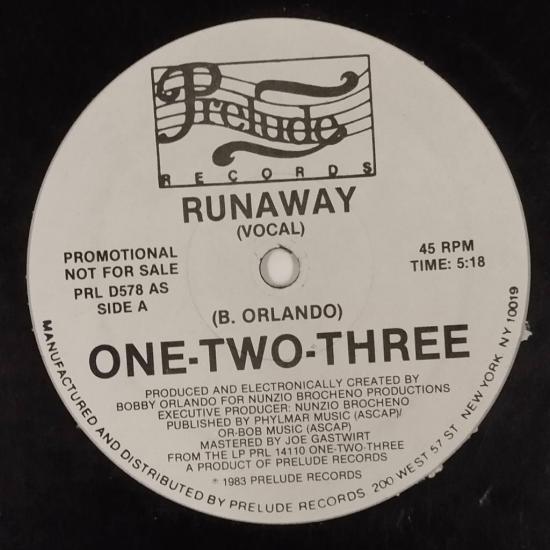 Prelude
RECORDS
RUNAWAY
(VOCAL)
PROMOTIONAL
NOT FOR SALE
PRL D578 AS
SIDE A
45 RPM
TIME: 5:18
(B. ORLANDO)
ONE-TWO-THREE
PRODUCED AND ELECTRONICALLY CREATED BY
BOBBY ORLANDO FOR NUNZIO BROCHENO PRODUCTIONS
EXECUTIVE PRODUCER: NUNZIO BROCHENO
PUBLISHED BY PHYLMAR MUSIC (ASCAP)/
OR-BOB MUSIC (ASCAP)
MASTERED BY JOE GASTWIRT
FROM THE LP PRL 14110 ONE-TWO-THREE
A PRODUCT OF PRELUDE RECORDS
℗ 1983 PRELUDE RECORDS
MANUFACTURED AND DISTRIBUTED BY PRELUDE RECORDS 200 WEST 57 ST NEW YORK NY 10019